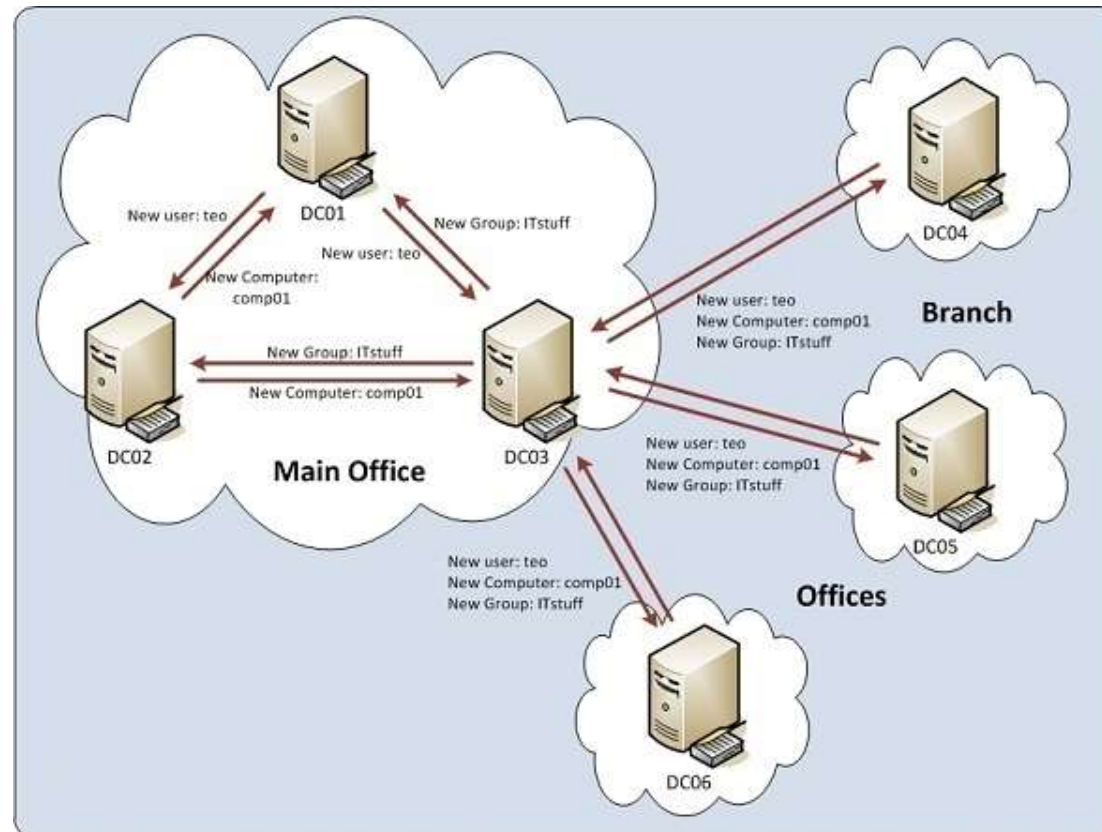 DC01
New user: teo
New Group: ITstuff
New user: teo
New Computer:
comp01
DC04
New user: teo
New Computer: comp01
New Group: ITstuff
Branch
New Group: ITstuff
New Computer: comp01
DC02
Main Office
DC03
New user: teo
New Computer: comp01
New Group: ITstuff
DC05
New user: teo
New Computer: comp01
New Group: ITstuff
Offices
DC06